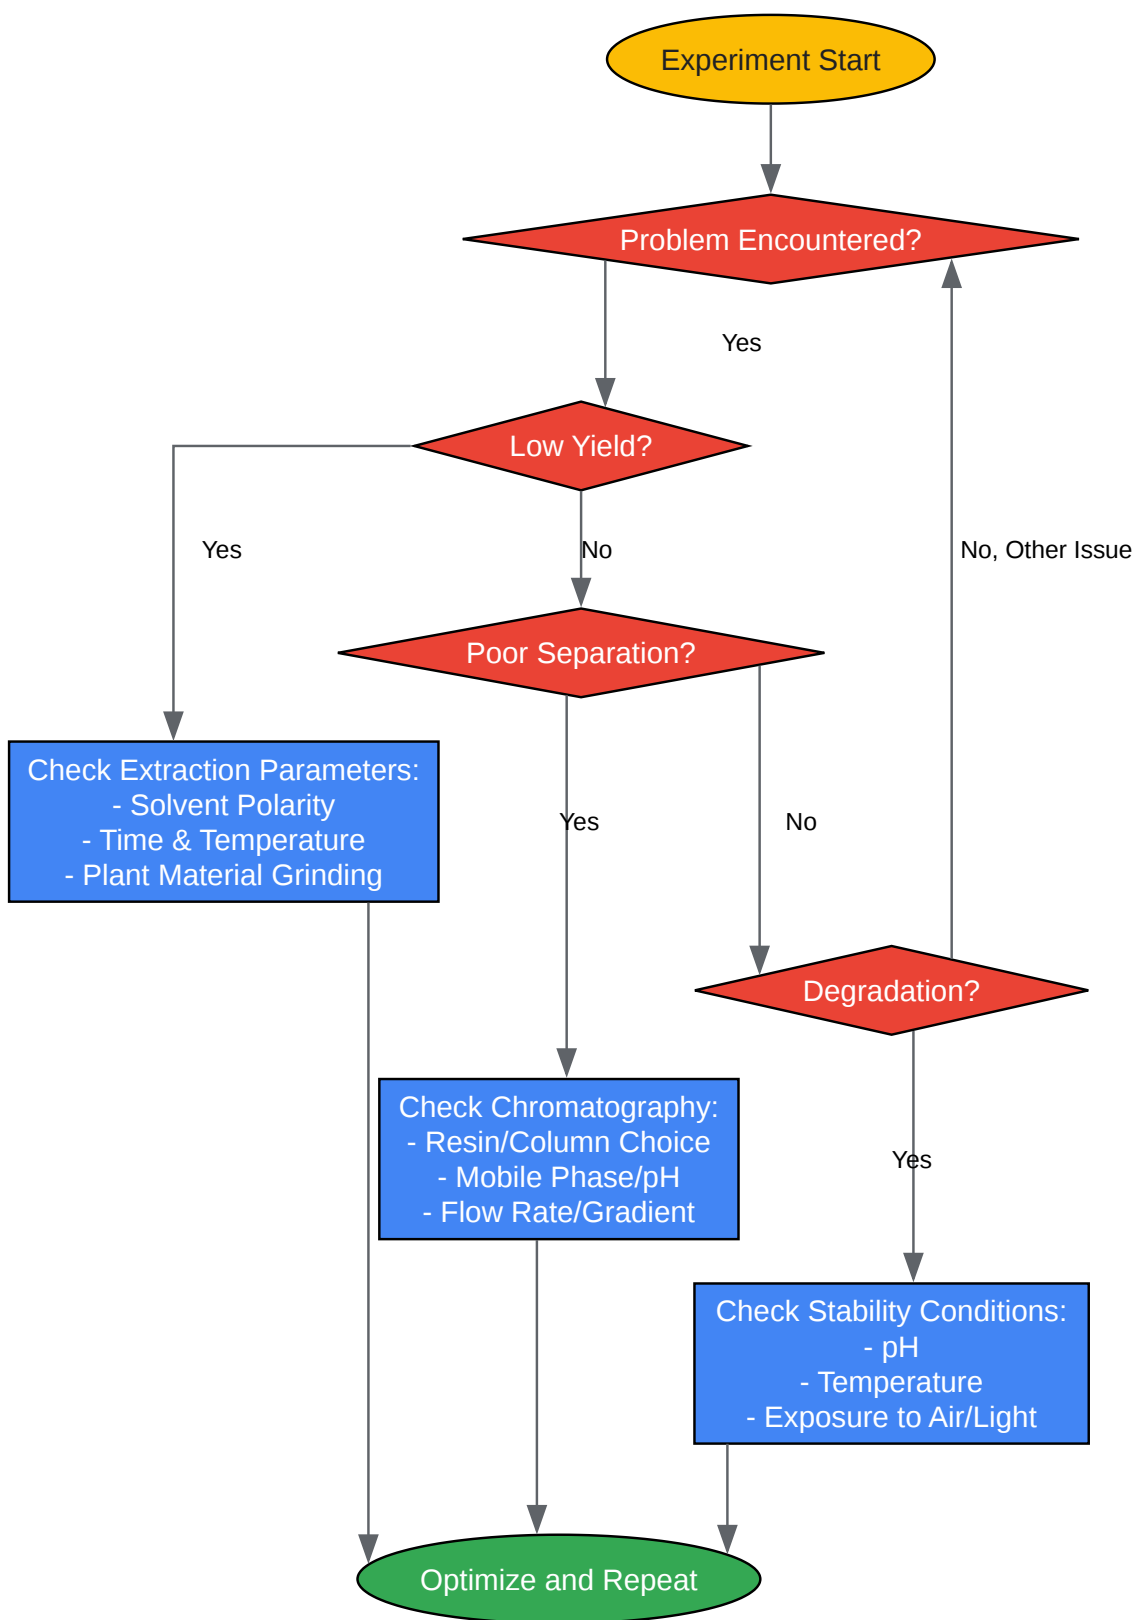 Experiment Start
Problem Encountered?
Yes
Low Yield?
Yes
No
No, Other Issue
Poor Separation?
Check Extraction Parameters:
- Solvent Polarity
- Time & Temperature
- Plant Material Grinding
Yes
No
Degradation?
Check Chromatography:
- Resin/Column Choice
- Mobile Phase/pH
- Flow Rate/Gradient
Yes
Check Stability Conditions:
- pH
- Temperature
- Exposure to Air/Light
Optimize and Repeat